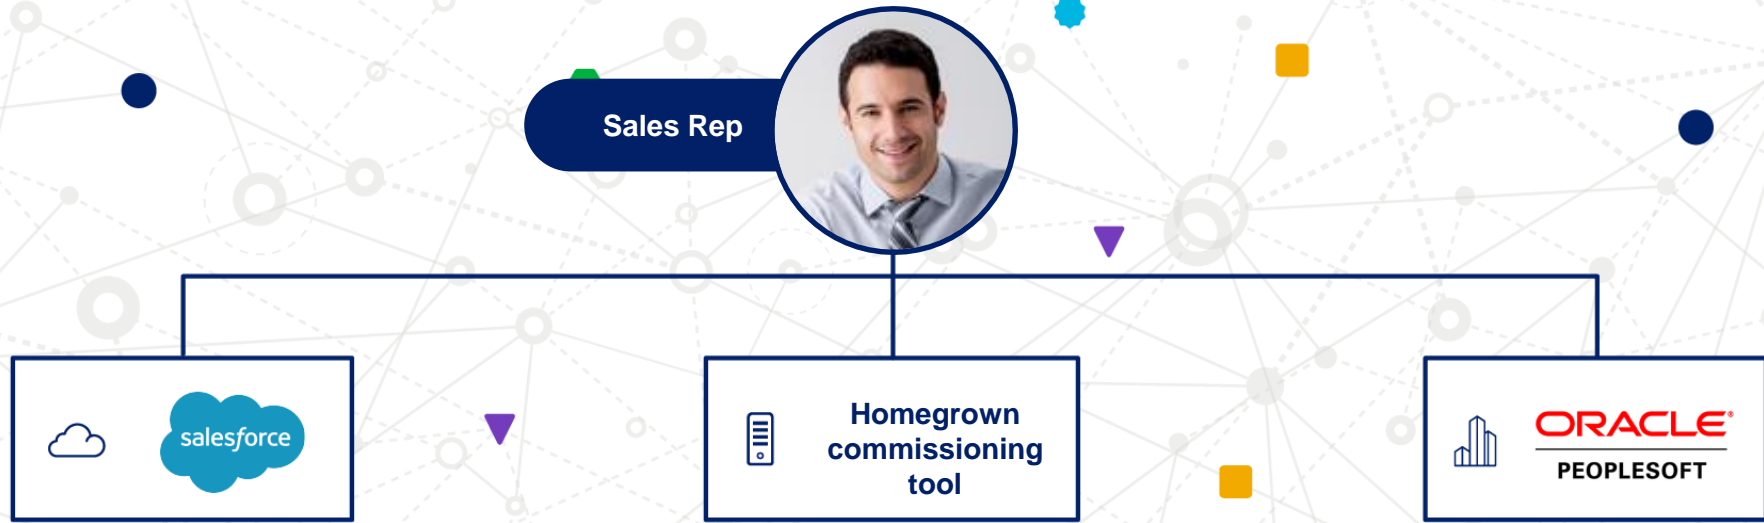 Sales Rep
salesforce
Homegrown
commissioning
tool
ORACLE®
PEOPLESOFT